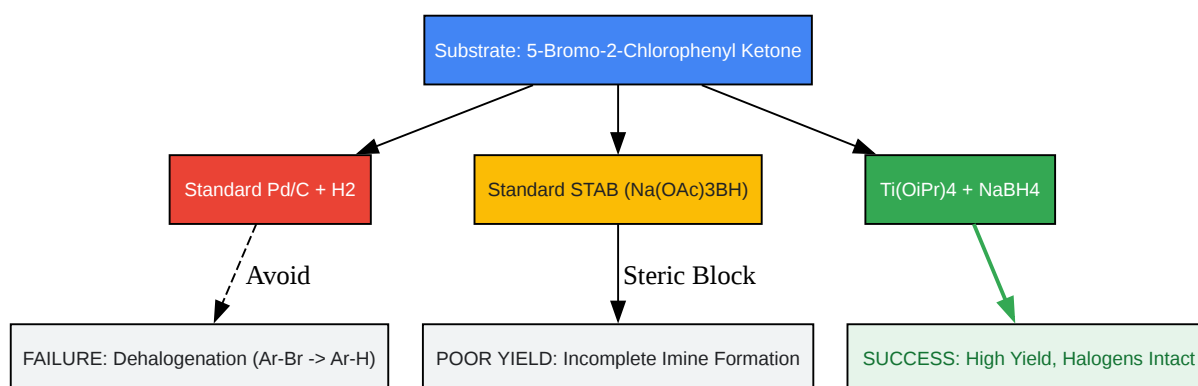 Substrate: 5-Bromo-2-Chlorophenyl Ketone
Standard Pd/C + H2
Standard STAB (Na(OAc)3BH)
Ti(OiPr)4 + NaBH4
Avoid
Steric Block
FAILURE: Dehalogenation (Ar-Br -> Ar-H)
POOR YIELD: Incomplete Imine Formation
SUCCESS: High Yield, Halogens Intact